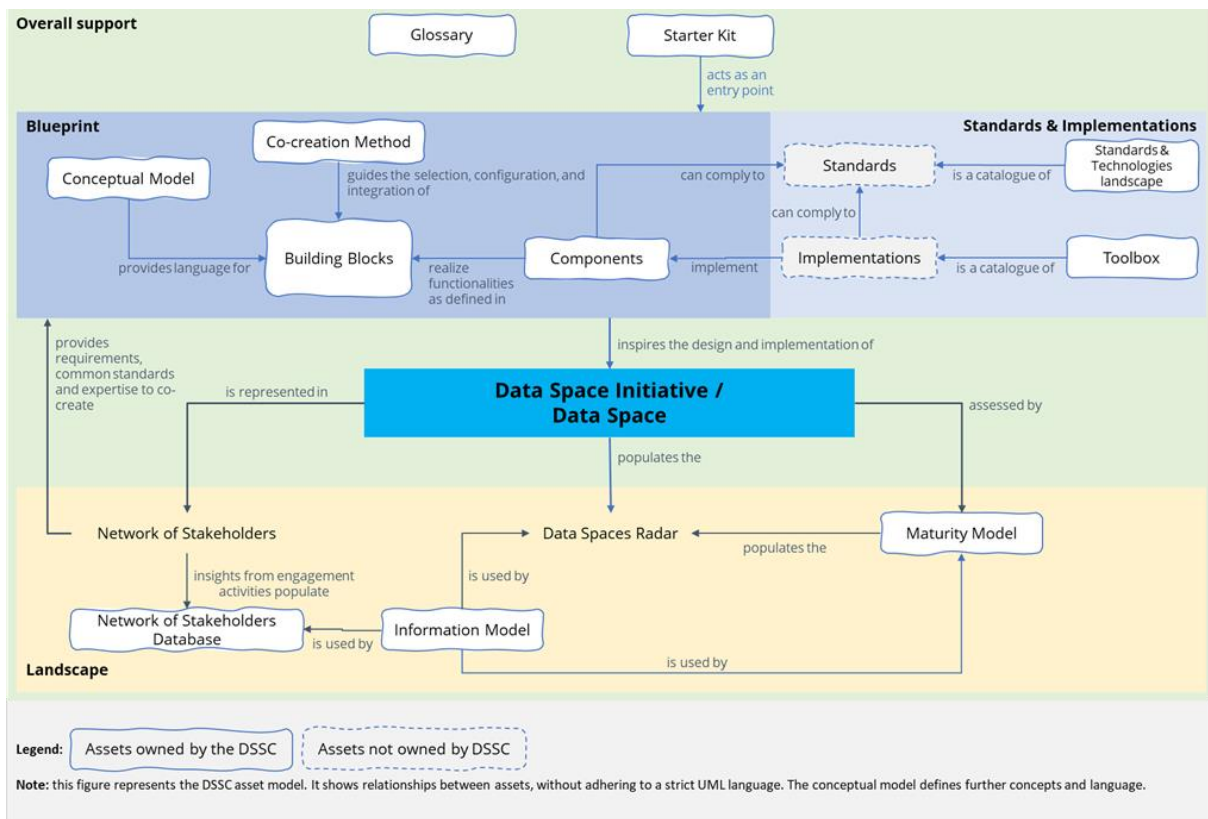 Overall support
Glossary
Starter Kit
acts as an
entry point
Blueprint
Standards & Implementations
Co-creation Method
Conceptual Model
guides the selection, configuration, and
integration of
can comply to
Standards
is a catalogue of
Standards &
Technologies
landscape
can comply to
provides language for
Building Blocks
realize
functionalities
as defined in
Components
implement
Implementations
is a catalogue of
Toolbox
provides
requirements,
common standards
and expertise to co-
create
inspires the design and implementation of
is represented in
Data Space Initiative /
Data Space
assessed by
populates the
Network of Stakeholders
Data Spaces Radar
populates the
Maturity Model
insights from engagement
activities populate
is used by
Network of Stakeholders
Database
is used by
Information Model
is used by
Landscape
Legend:
Assets owned by the DSSC
Assets not owned by DSSC
Note: this figure represents the DSSC asset model. It shows relationships between assets, without adhering to a strict UML language. The conceptual model defines further concepts and language.